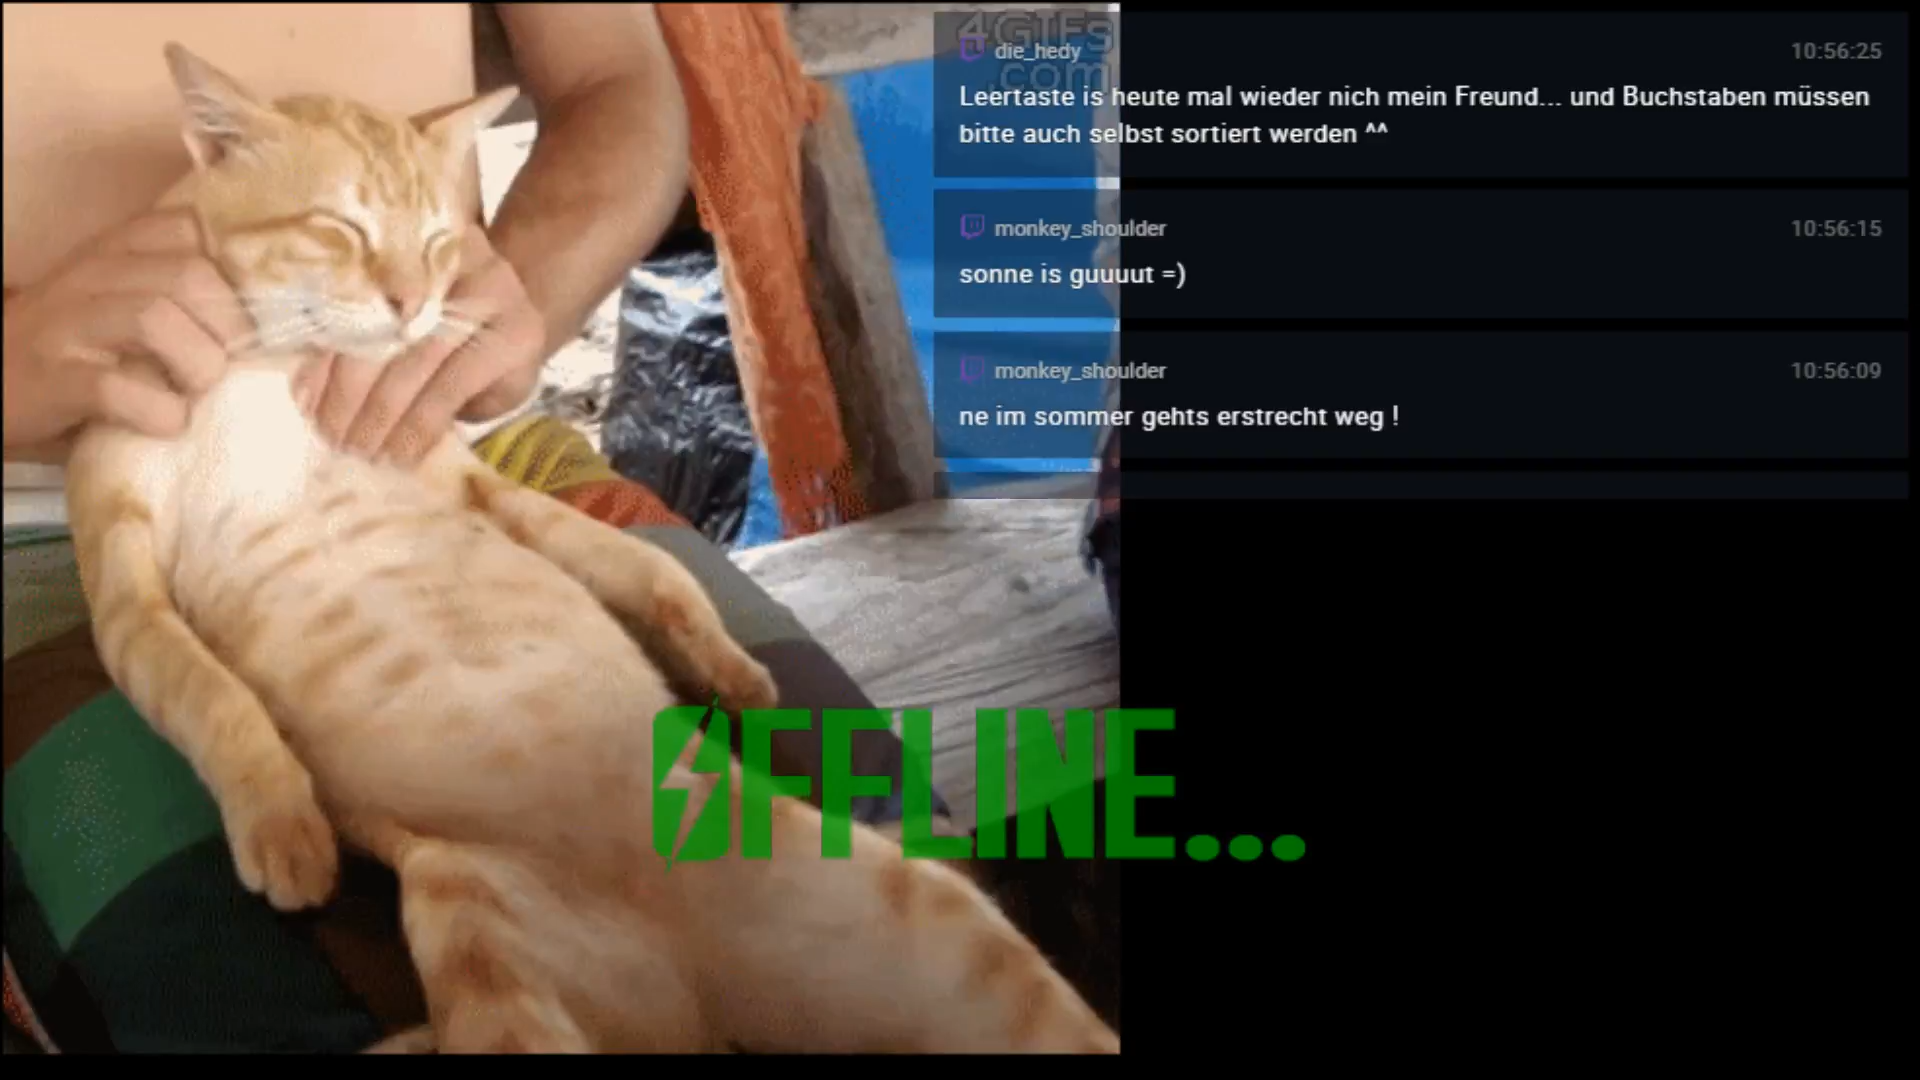 4GIFs
.com
die_hedy 10:56:25
Leertaste is heute mal wieder nich mein Freund... und Buchstaben müssen
bitte auch selbst sortiert werden ^^
monkey_shoulder 10:56:15
sonne is guuuut =)
monkey_shoulder 10:56:09
ne im sommer gehts erstrecht weg !
OFFLINE...